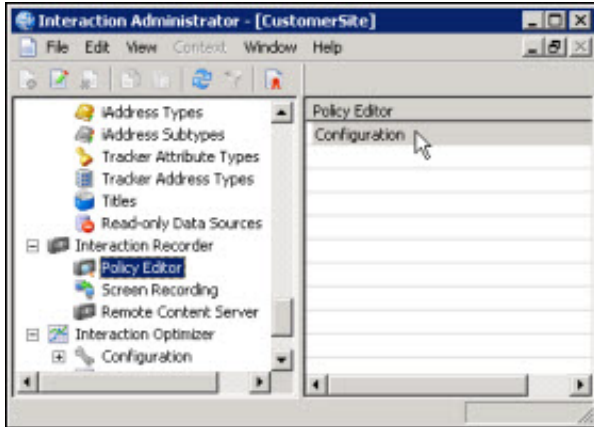 Interaction Administrator - [CustomerSite]
File Edit View Context Window Help
iAddress Types
iAddress Subtypes
Tracker Attribute Types
Tracker Address Types
Titles
Read-only Data Sources
Interaction Recorder
Policy Editor
Screen Recording
Remote Content Server
Interaction Optimizer
Configuration
Policy Editor
Configuration